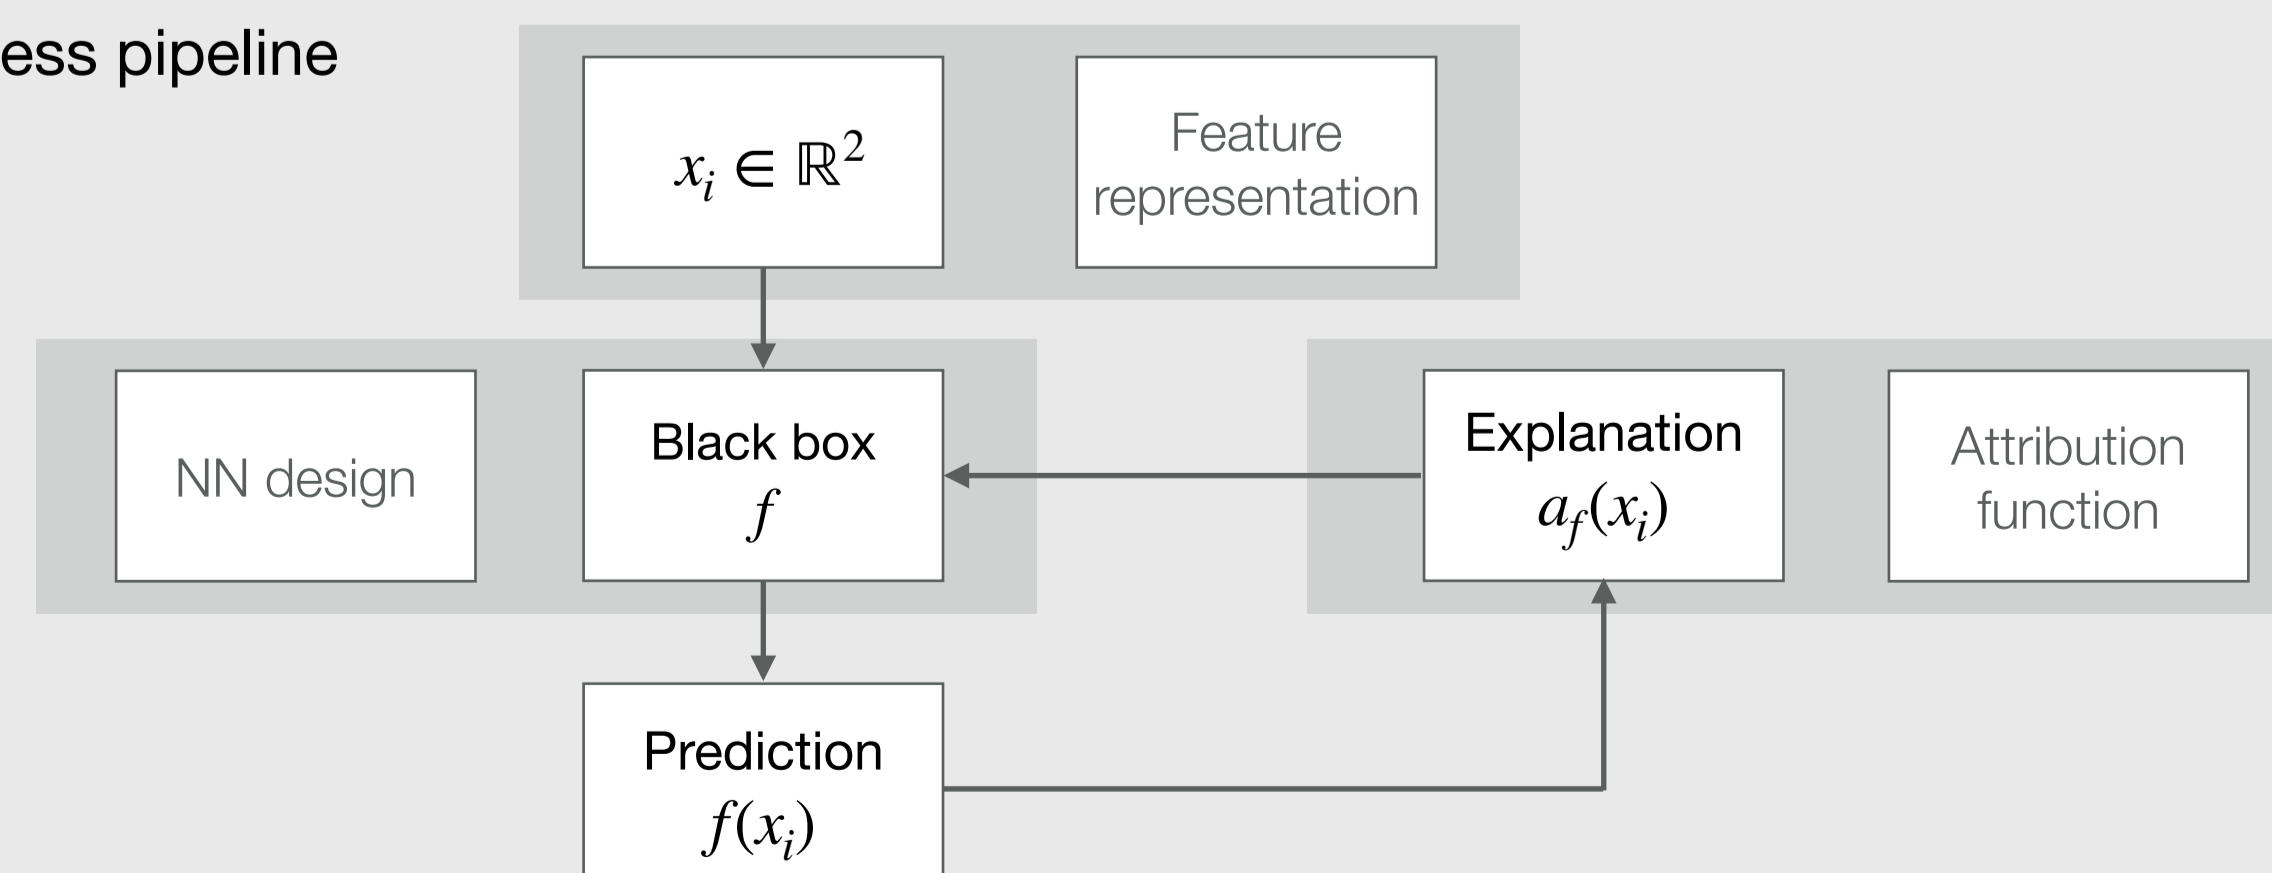 ess pipeline
xᵢ ∈ ℝ²
Feature
representation
NN design
Black box
f
Explanation
a_f(xᵢ)
Attribution
function
Prediction
f(xᵢ)